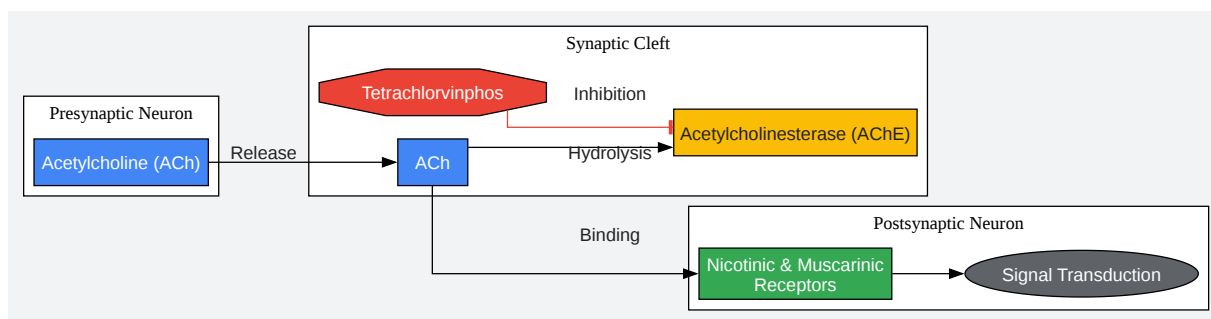 Synaptic Cleft
Tetrachlorvinphos
Inhibition
Presynaptic Neuron
Acetylcholine (ACh)
Release
ACh
Hydrolysis
Acetylcholinesterase (AChE)
Postsynaptic Neuron
Binding
Nicotinic & Muscarinic
Receptors
Signal Transduction